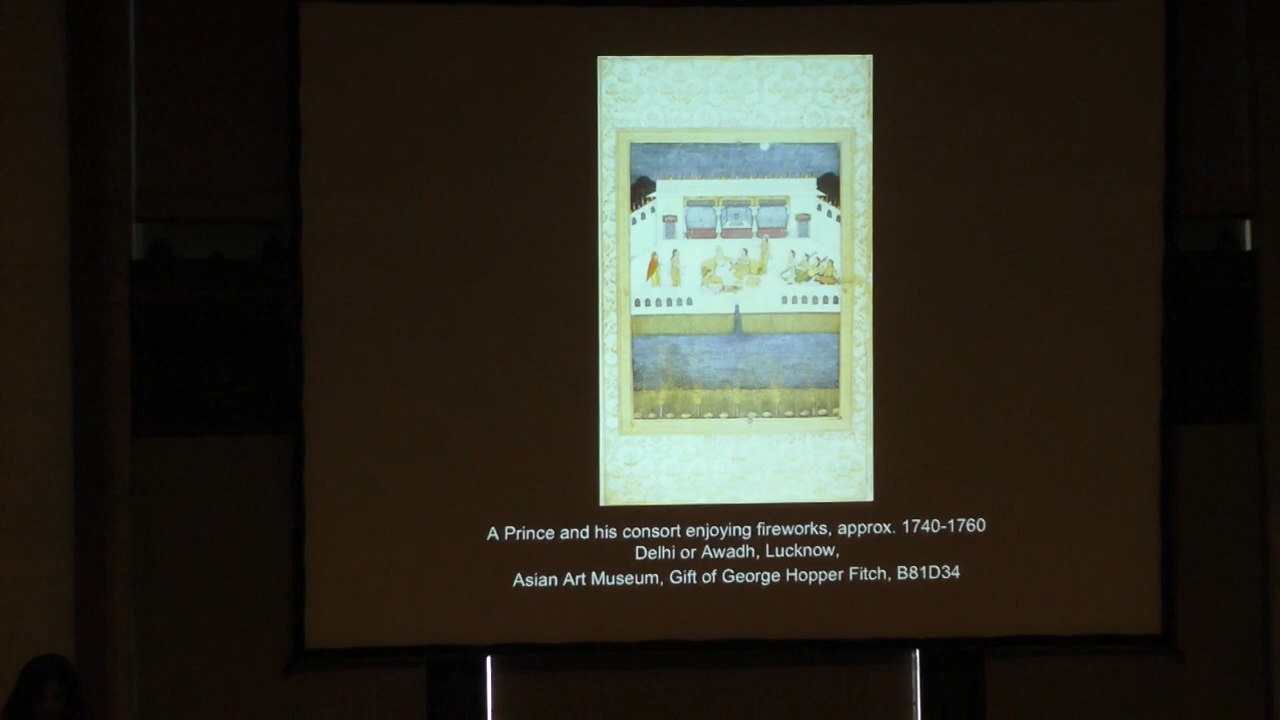 A Prince and his consort enjoying fireworks, approx. 1740-1760
Delhi or Awadh, Lucknow,
Asian Art Museum, Gift of George Hopper Fitch, B81D34